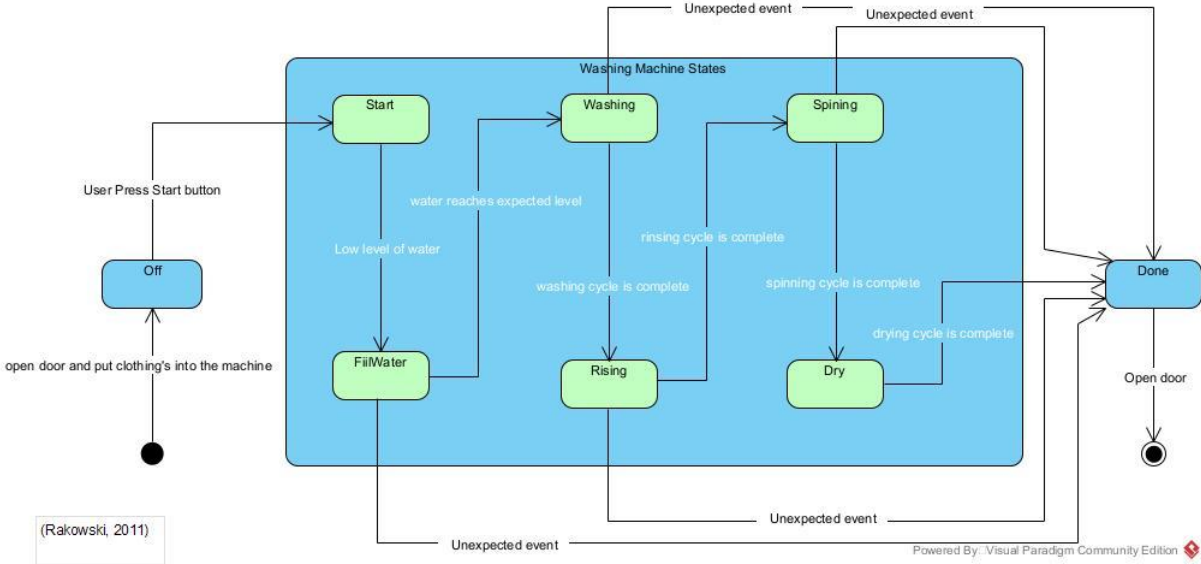 Unexpected event
Unexpected event
Washing Machine States
Start
Washing
Spining
User Press Start button
water reaches expected level
Low level of water
rinsing cycle is complete
Off
Done
washing cycle is complete
spinning cycle is complete
drying cycle is complete
open door and put clothing's into the machine
FiilWater
Rising
Dry
Open door
(Rakowski, 2011)
Unexpected event
Unexpected event
Powered By Visual Paradigm Community Edition